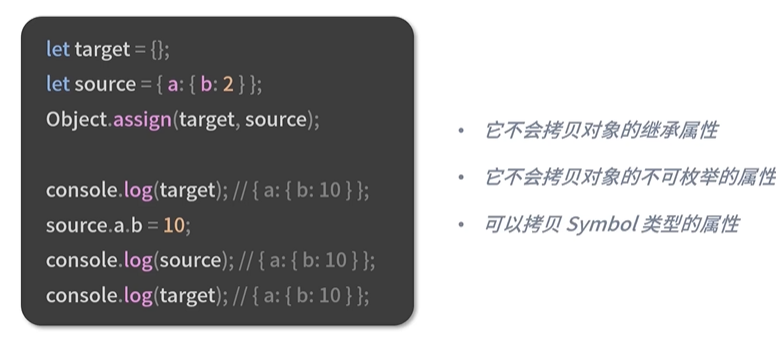 let target = {};
let source = { a: { b: 2 } };
Object.assign(target, source);
console.log(target); // { a: { b: 10 } };
source.a.b = 10;
console.log(source); // { a: { b: 10 } };
console.log(target); // { a: { b: 10 } };
• 它不会拷贝对象的继承属性
• 它不会拷贝对象的不可枚举的属性
• 可以拷贝 Symbol 类型的属性